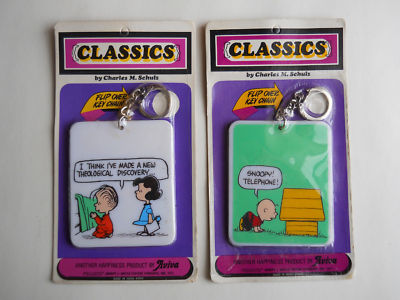 CLASSICS
by Charles M. Schulz
FLIP OVER
KEY CHAIN
I THINK I'VE MADE A NEW
THEOLOGICAL DISCOVERY...
ANOTHER HAPPINESS PRODUCT BY Aviva
CLASSICS
by Charles M. Schulz
FLIP OVER
KEY CHAIN
SNOOPY!
TELEPHONE!
ANOTHER HAPPINESS PRODUCT BY Aviva